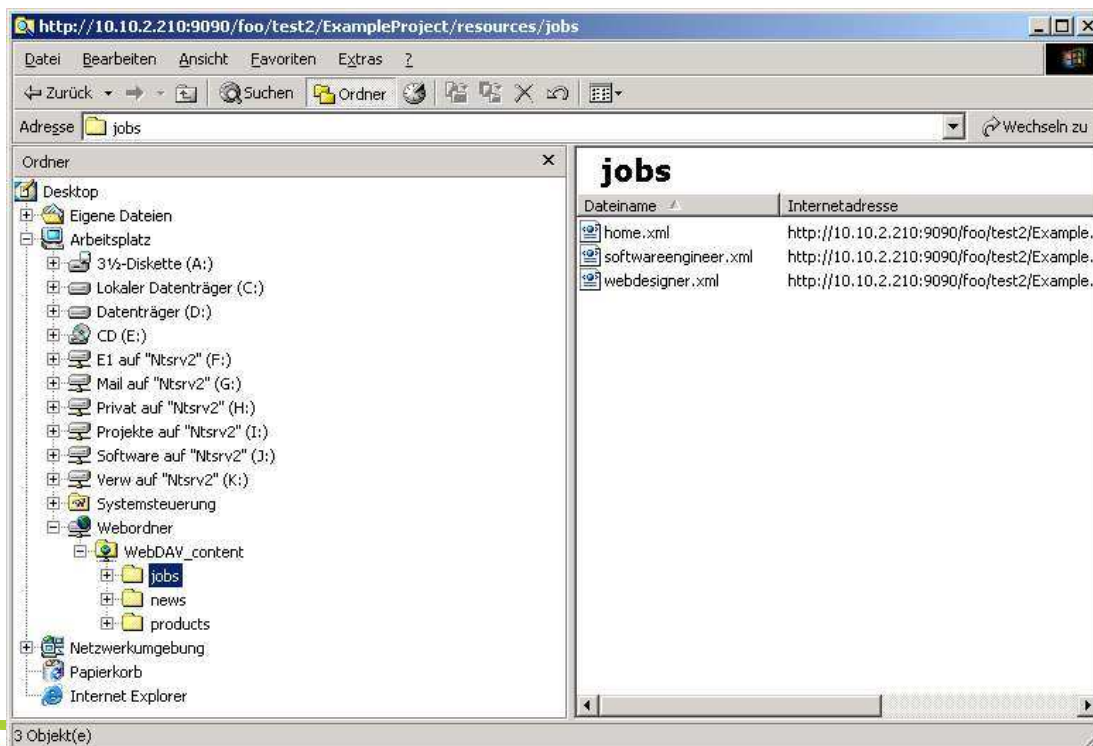 http://10.10.2.210:9090/foo/test2/ExampleProject/resources/jobs
Datei Bearbeiten Ansicht Favoriten Extras ?
Zurück Suchen Ordner
Adresse jobs Wechseln zu
Ordner
Desktop
Eigene Dateien
Arbeitsplatz
3½-Diskette (A:)
Lokaler Datenträger (C:)
Datenträger (D:)
CD (E:)
E1 auf "Ntsrv2" (F:)
Mail auf "Ntsrv2" (G:)
Privat auf "Ntsrv2" (H:)
Projekte auf "Ntsrv2" (I:)
Software auf "Ntsrv2" (J:)
Verw auf "Ntsrv2" (K:)
Systemsteuerung
Webordner
WebDAV_content
jobs
news
products
Netzwerkumgebung
Papierkorb
Internet Explorer
jobs
Dateiname Internetadresse
home.xml http://10.10.2.210:9090/foo/test2/Example.
softwareengineer.xml http://10.10.2.210:9090/foo/test2/Example.
webdesigner.xml http://10.10.2.210:9090/foo/test2/Example.
3 Objekt(e)